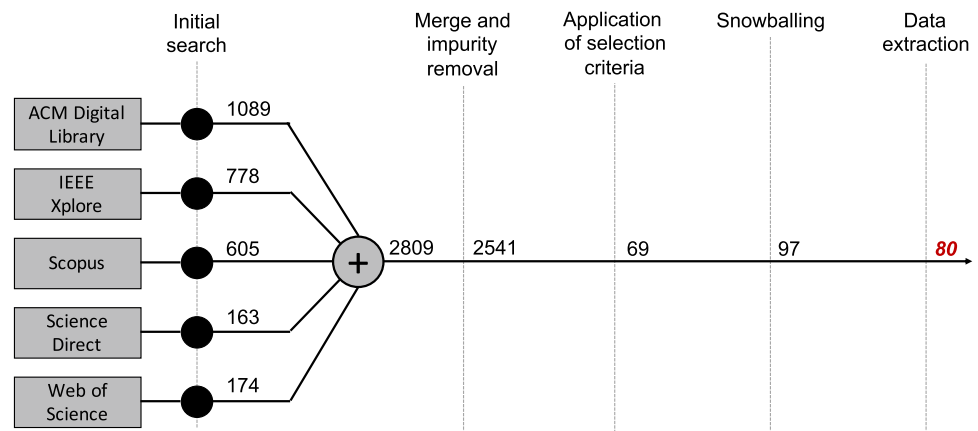 Initial
search
Merge and
impurity
removal
Application
of selection
criteria
Snowballing
Data
extraction
ACM Digital
Library
1089
IEEE
Xplore
778
Scopus
605
+
2809
2541
69
97
80
Science
Direct
163
Web of
Science
174